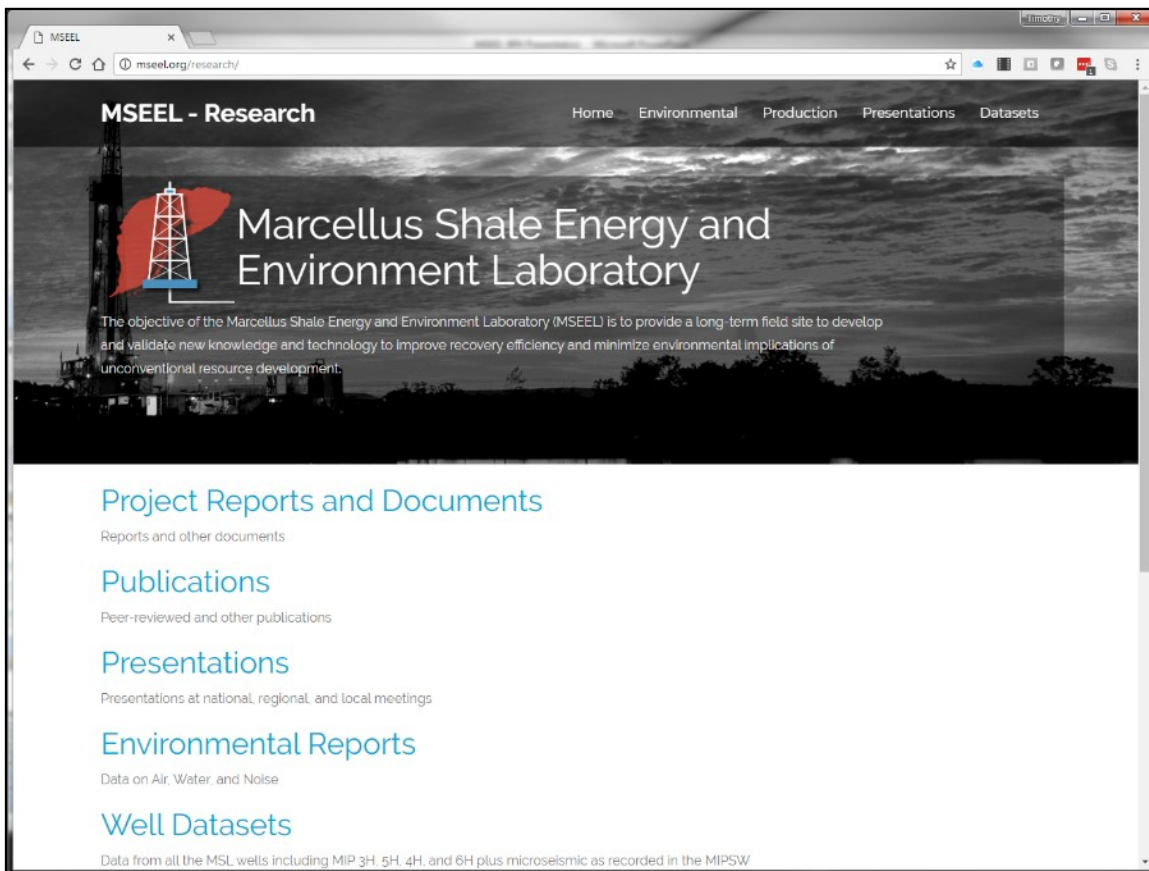 Timothy
MSEEL
mseel.org/research/
MSEEL - Research
Home Environmental Production Presentations Datasets
Marcellus Shale Energy and
Environment Laboratory
The objective of the Marcellus Shale Energy and Environment Laboratory (MSEEL) is to provide a long-term field site to develop
and validate new knowledge and technology to improve recovery efficiency and minimize environmental implications of
unconventional resource development.
Project Reports and Documents
Reports and other documents
Publications
Peer-reviewed and other publications
Presentations
Presentations at national, regional, and local meetings
Environmental Reports
Data on Air, Water, and Noise
Well Datasets
Data from all the MSL wells including MIP 3H, 5H, 4H, and 6H plus microseismic as recorded in the MIPSW